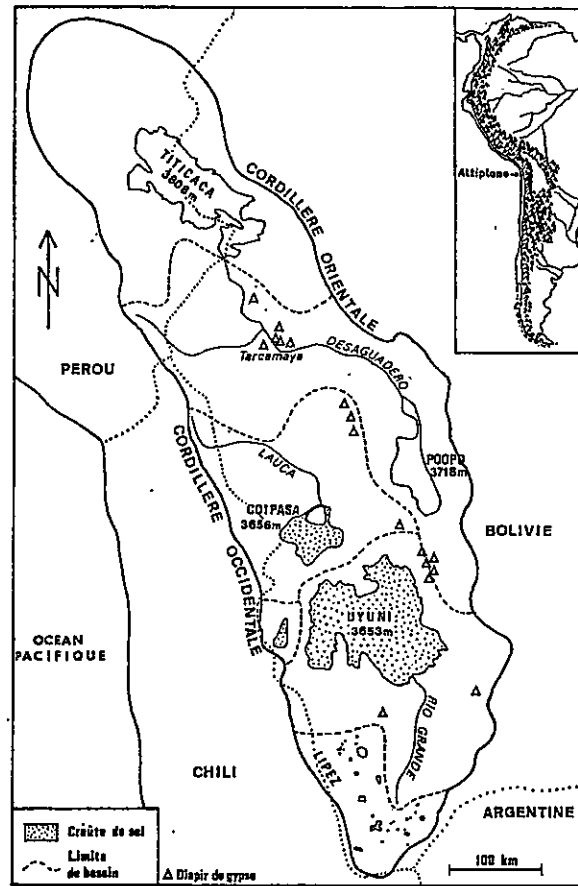 Altiplano
TITICACA
3808m
CORDILLERE ORIENTALE
N
Tarcamaya
DESAGUADERO
PEROU
POOPO
3718m
LAUCA
COIPASA
3656m
CORDILLERE OCCIDENTALE
BOLIVIE
UYUNI
3653m
OCEAN
PACIFIQUE
RIO GRANDE
LIPEZ
CHILI
ARGENTINE
Croûte de sel
Limite
de bassin
Diapir de gypse
100 km